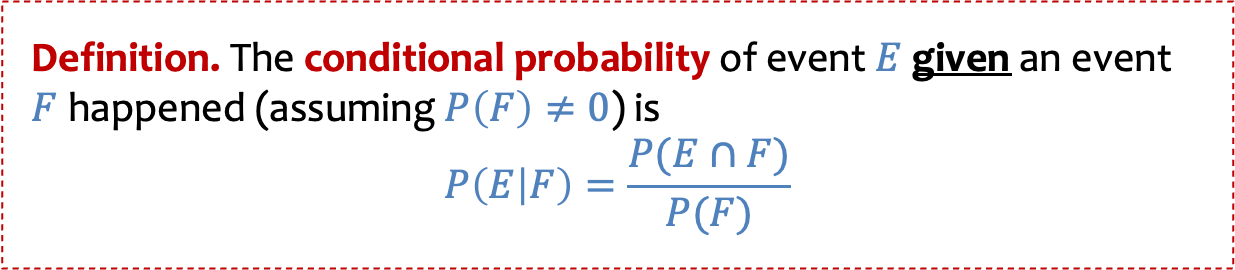 Definition. The conditional probability of event E given an event
F happened (assuming P(F) ≠ 0) is
P(E|F) = P(E ∩ F) / P(F)